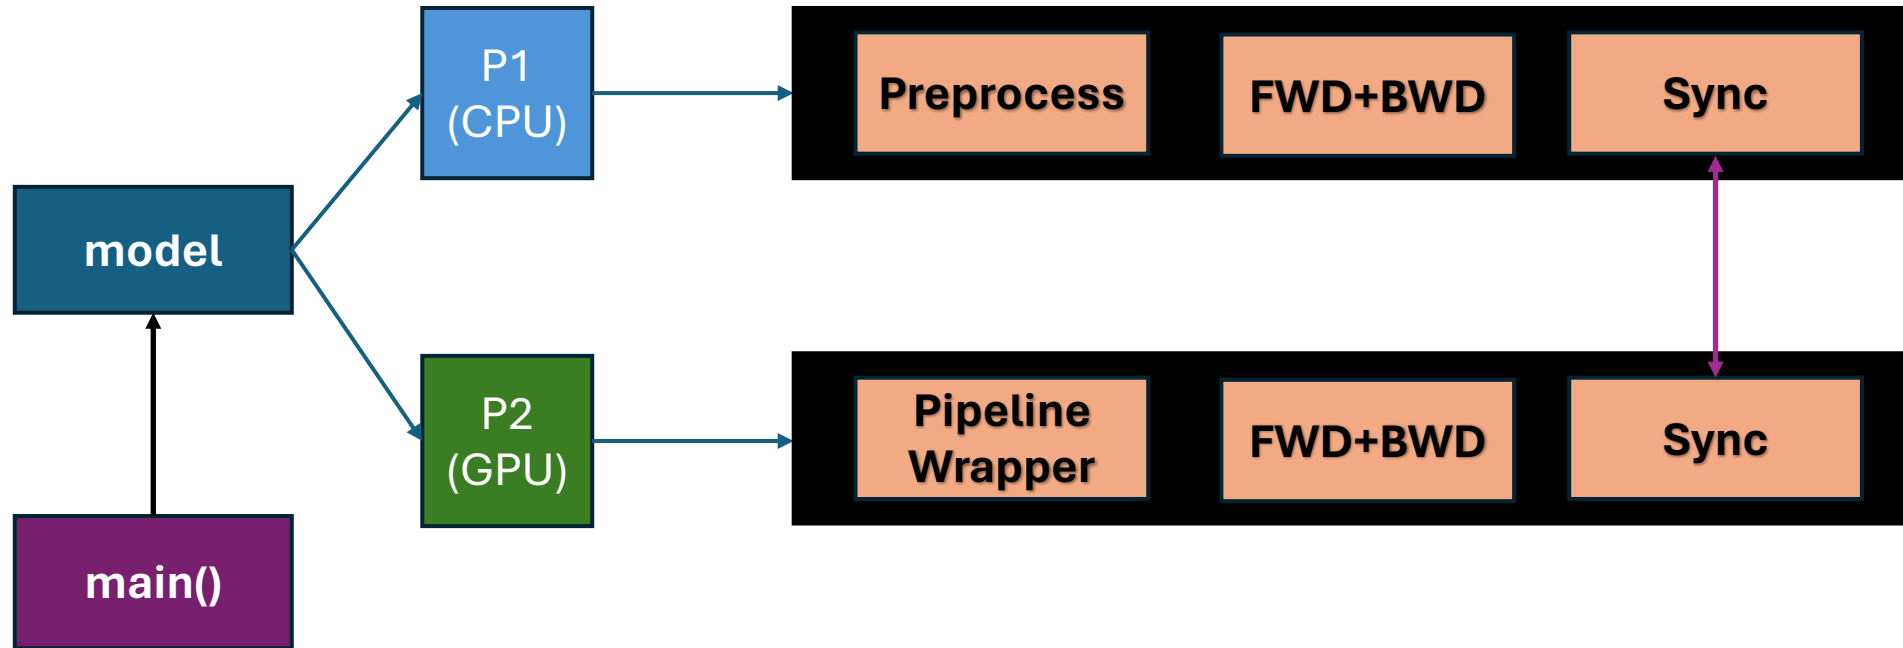 P1
(CPU)
Preprocess
FWD+BWD
Sync
model
P2
(GPU)
Pipeline
Wrapper
FWD+BWD
Sync
main()